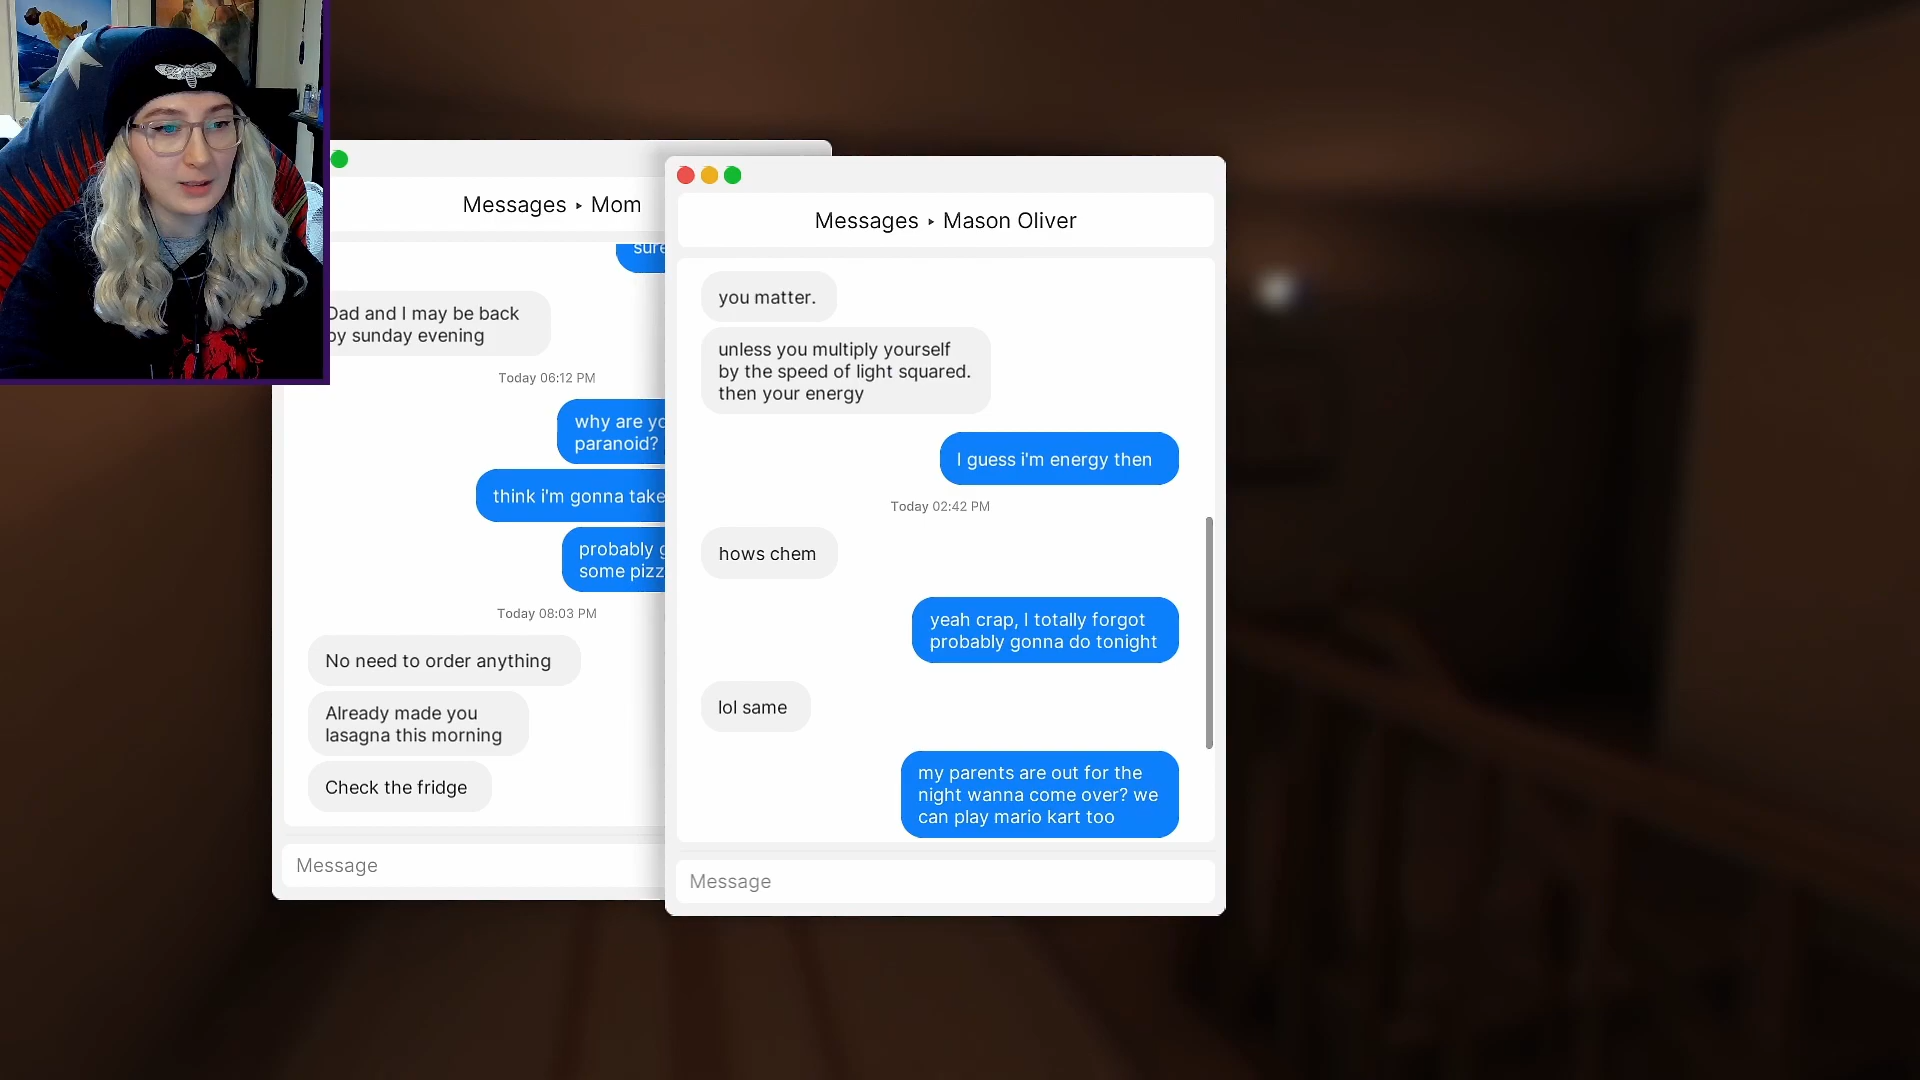 Messages ▸ Mom
sure
Dad and I may be back
by sunday evening
Today 06:12 PM
why are yo
paranoid?
think i'm gonna take
probably g
some pizz
Today 08:03 PM
No need to order anything
Already made you
lasagna this morning
Check the fridge
Message
Messages ▸ Mason Oliver
you matter.
unless you multiply yourself
by the speed of light squared.
then your energy
I guess i'm energy then
Today 02:42 PM
hows chem
yeah crap, I totally forgot
probably gonna do tonight
lol same
my parents are out for the
night wanna come over? we
can play mario kart too
Message